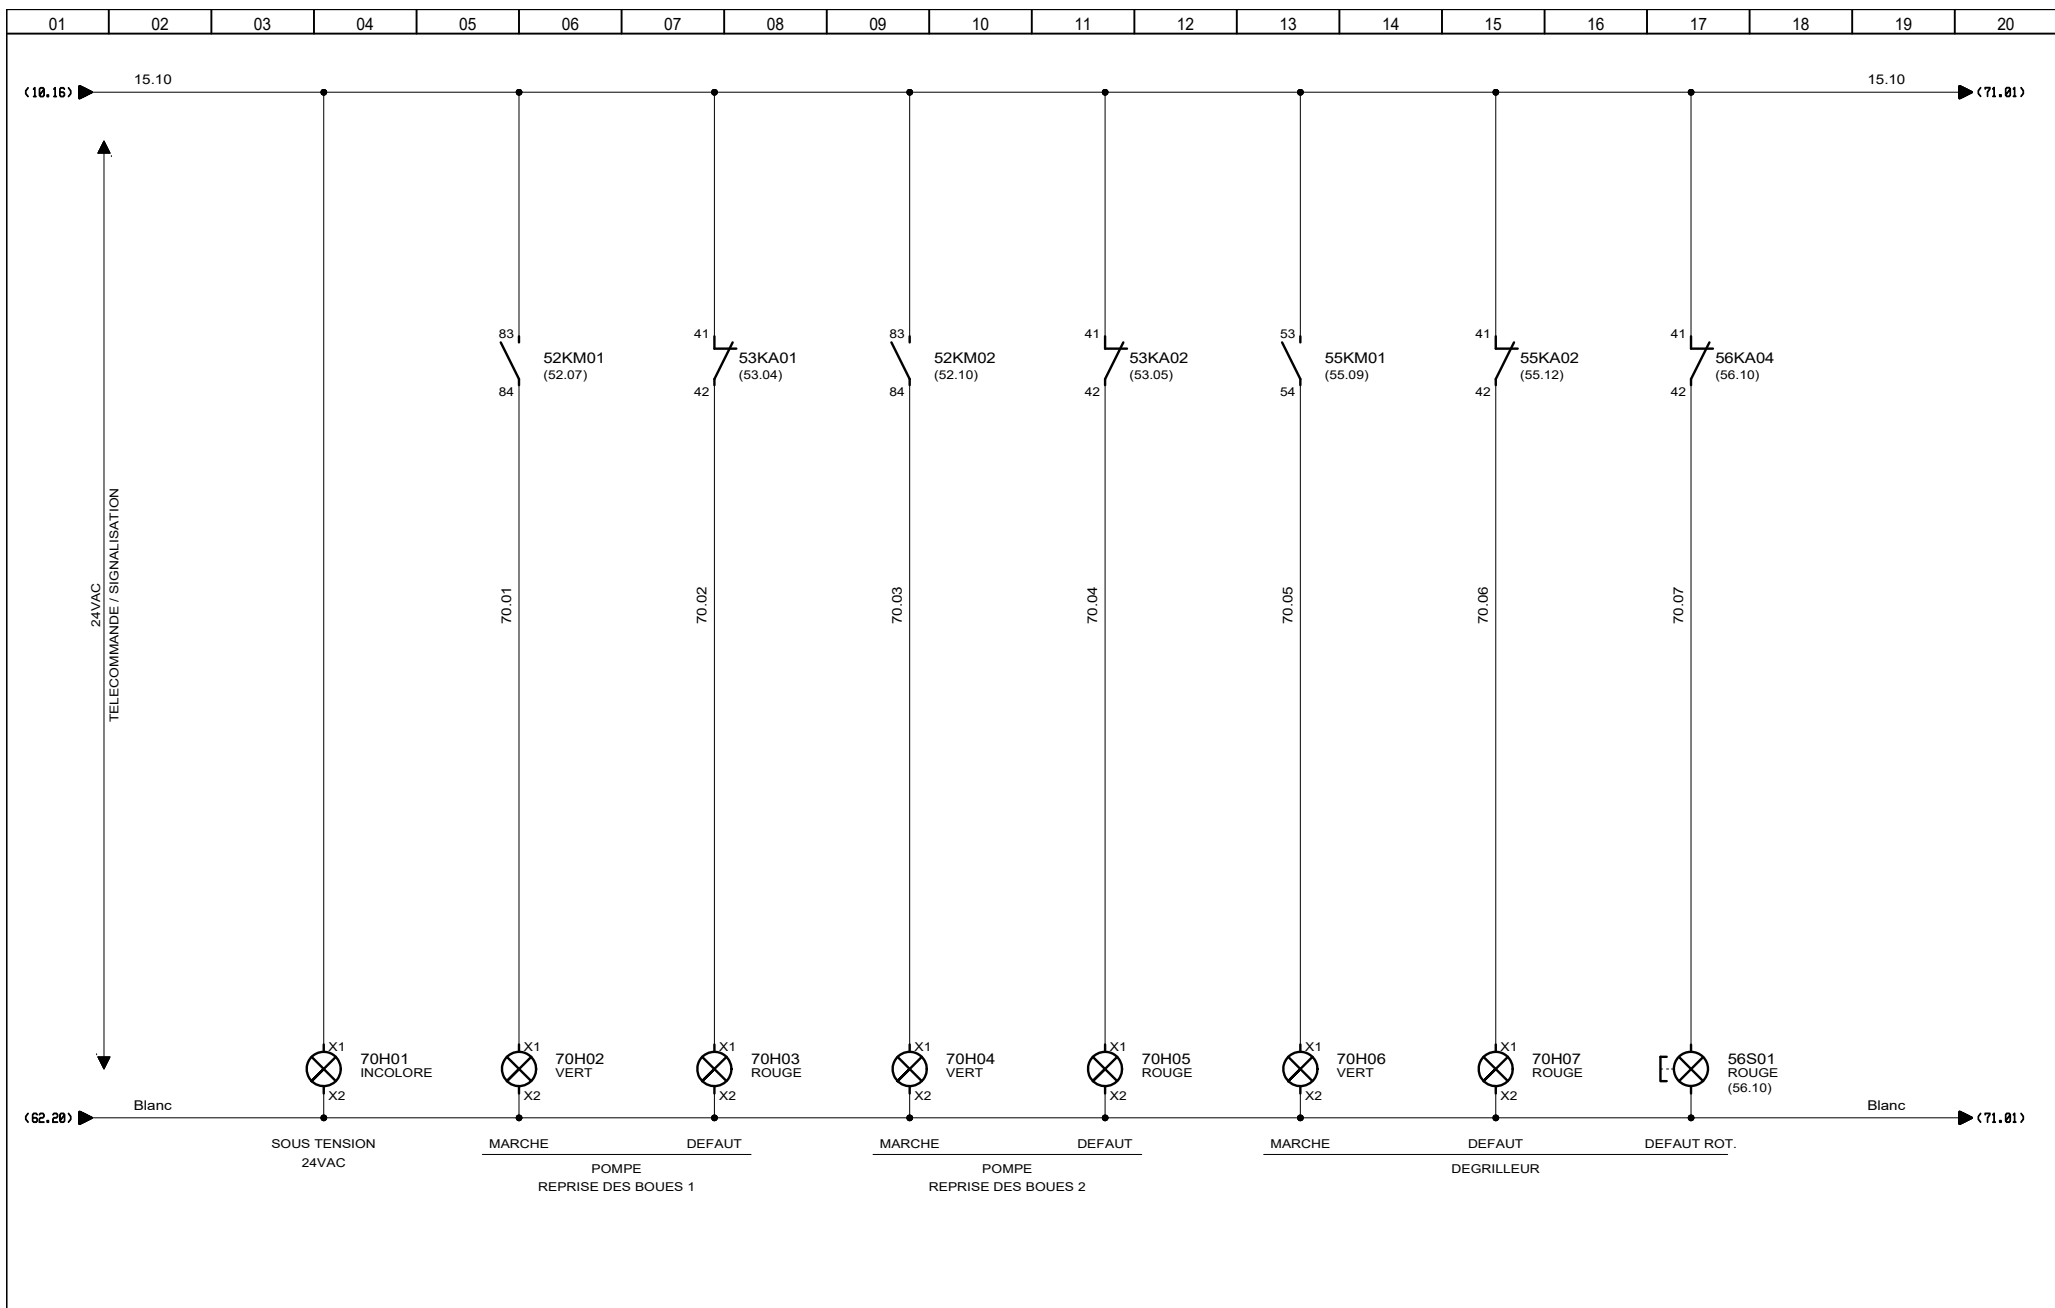 01 02 03 04 05 06 07 08 09 10 11 12 13 14 15 16 17 18 19 20
15.10 15.10
(10.16) (71.01)
24VAC
TELECOMMANDE / SIGNALISATION
83 41 83 41 53 41 41
52KM01 53KA01 52KM02 53KA02 55KM01 55KA02 56KA04
(52.07) (53.04) (52.10) (53.05) (55.09) (55.12) (56.10)
84 42 84 42 54 42 42
70.01 70.02 70.03 70.04 70.05 70.06 70.07
X1 X1 X1 X1 X1 X1 X1
70H01 70H02 70H03 70H04 70H05 70H06 70H07 56S01
INCOLORE VERT ROUGE VERT ROUGE VERT ROUGE ROUGE
(56.10)
X2 X2 X2 X2 X2 X2 X2
Blanc Blanc
(62.20) (71.01)
SOUS TENSION MARCHE DEFAUT MARCHE DEFAUT MARCHE DEFAUT DEFAUT ROT.
24VAC
POMPE POMPE DEGRILLEUR
REPRISE DES BOUES 1 REPRISE DES BOUES 2